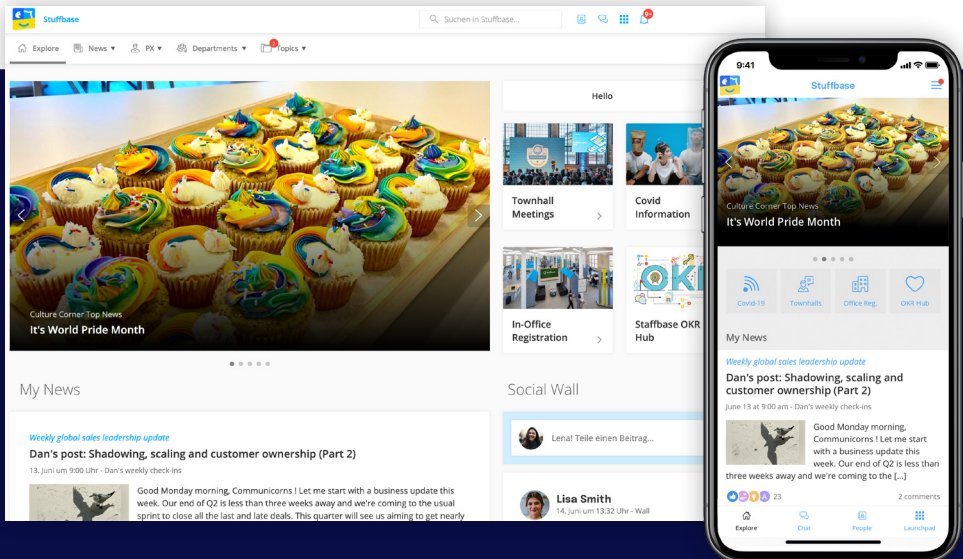 Stuffbase
Suchen in Stuffbase...
9+
Explore
News
PX
Departments
7
Topics
Culture Corner Top News
It's World Pride Month
Hello
Townhall
Meetings
Covid
Information
In-Office
Registration
OKR
Staffbase OKR
Hub
My News
Weekly global sales leadership update
Dan's post: Shadowing, scaling and customer ownership (Part 2)
13. Juni um 9:00 Uhr - Dan's weekly check-ins
Good Monday morning, Communicorns ! Let me start with a business update this
week. Our end of Q2 is less than three weeks away and we're coming to the usual
sprint to close all the last and late deals. This quarter will see us aiming to get nearly
Social Wall
Lena! Teile einen Beitrag...
Lisa Smith
14. Juni um 13:32 Uhr - Wall
9:41
Stuffbase
Culture Corner Top News
It's World Pride Month
Covid-19
Townhalls
Office Reg.
OKR Hub
My News
Weekly global sales leadership update
Dan's post: Shadowing, scaling and
customer ownership (Part 2)
June 13 at 9:00 am - Dan's weekly check-ins
Good Monday morning,
Communicorns ! Let me start
with a business update this
week. Our end of Q2 is less than
three weeks away and we're coming to the [...]
23
2 comments
Explore
Chat
People
Launchpad